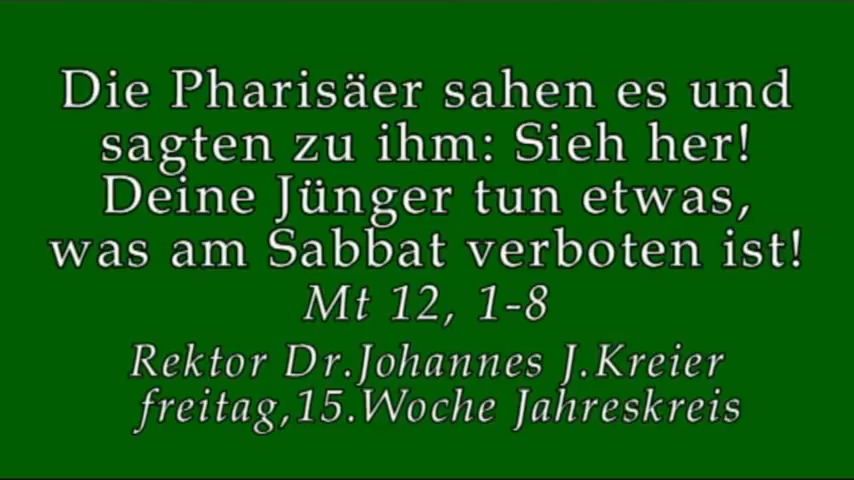 Die Pharisäer sahen es und
sagten zu ihm: Sieh her!
Deine Jünger tun etwas,
was am Sabbat verboten ist!
Mt 12, 1-8
Rektor Dr.Johannes J.Kreier
freitag,15.Woche Jahreskreis